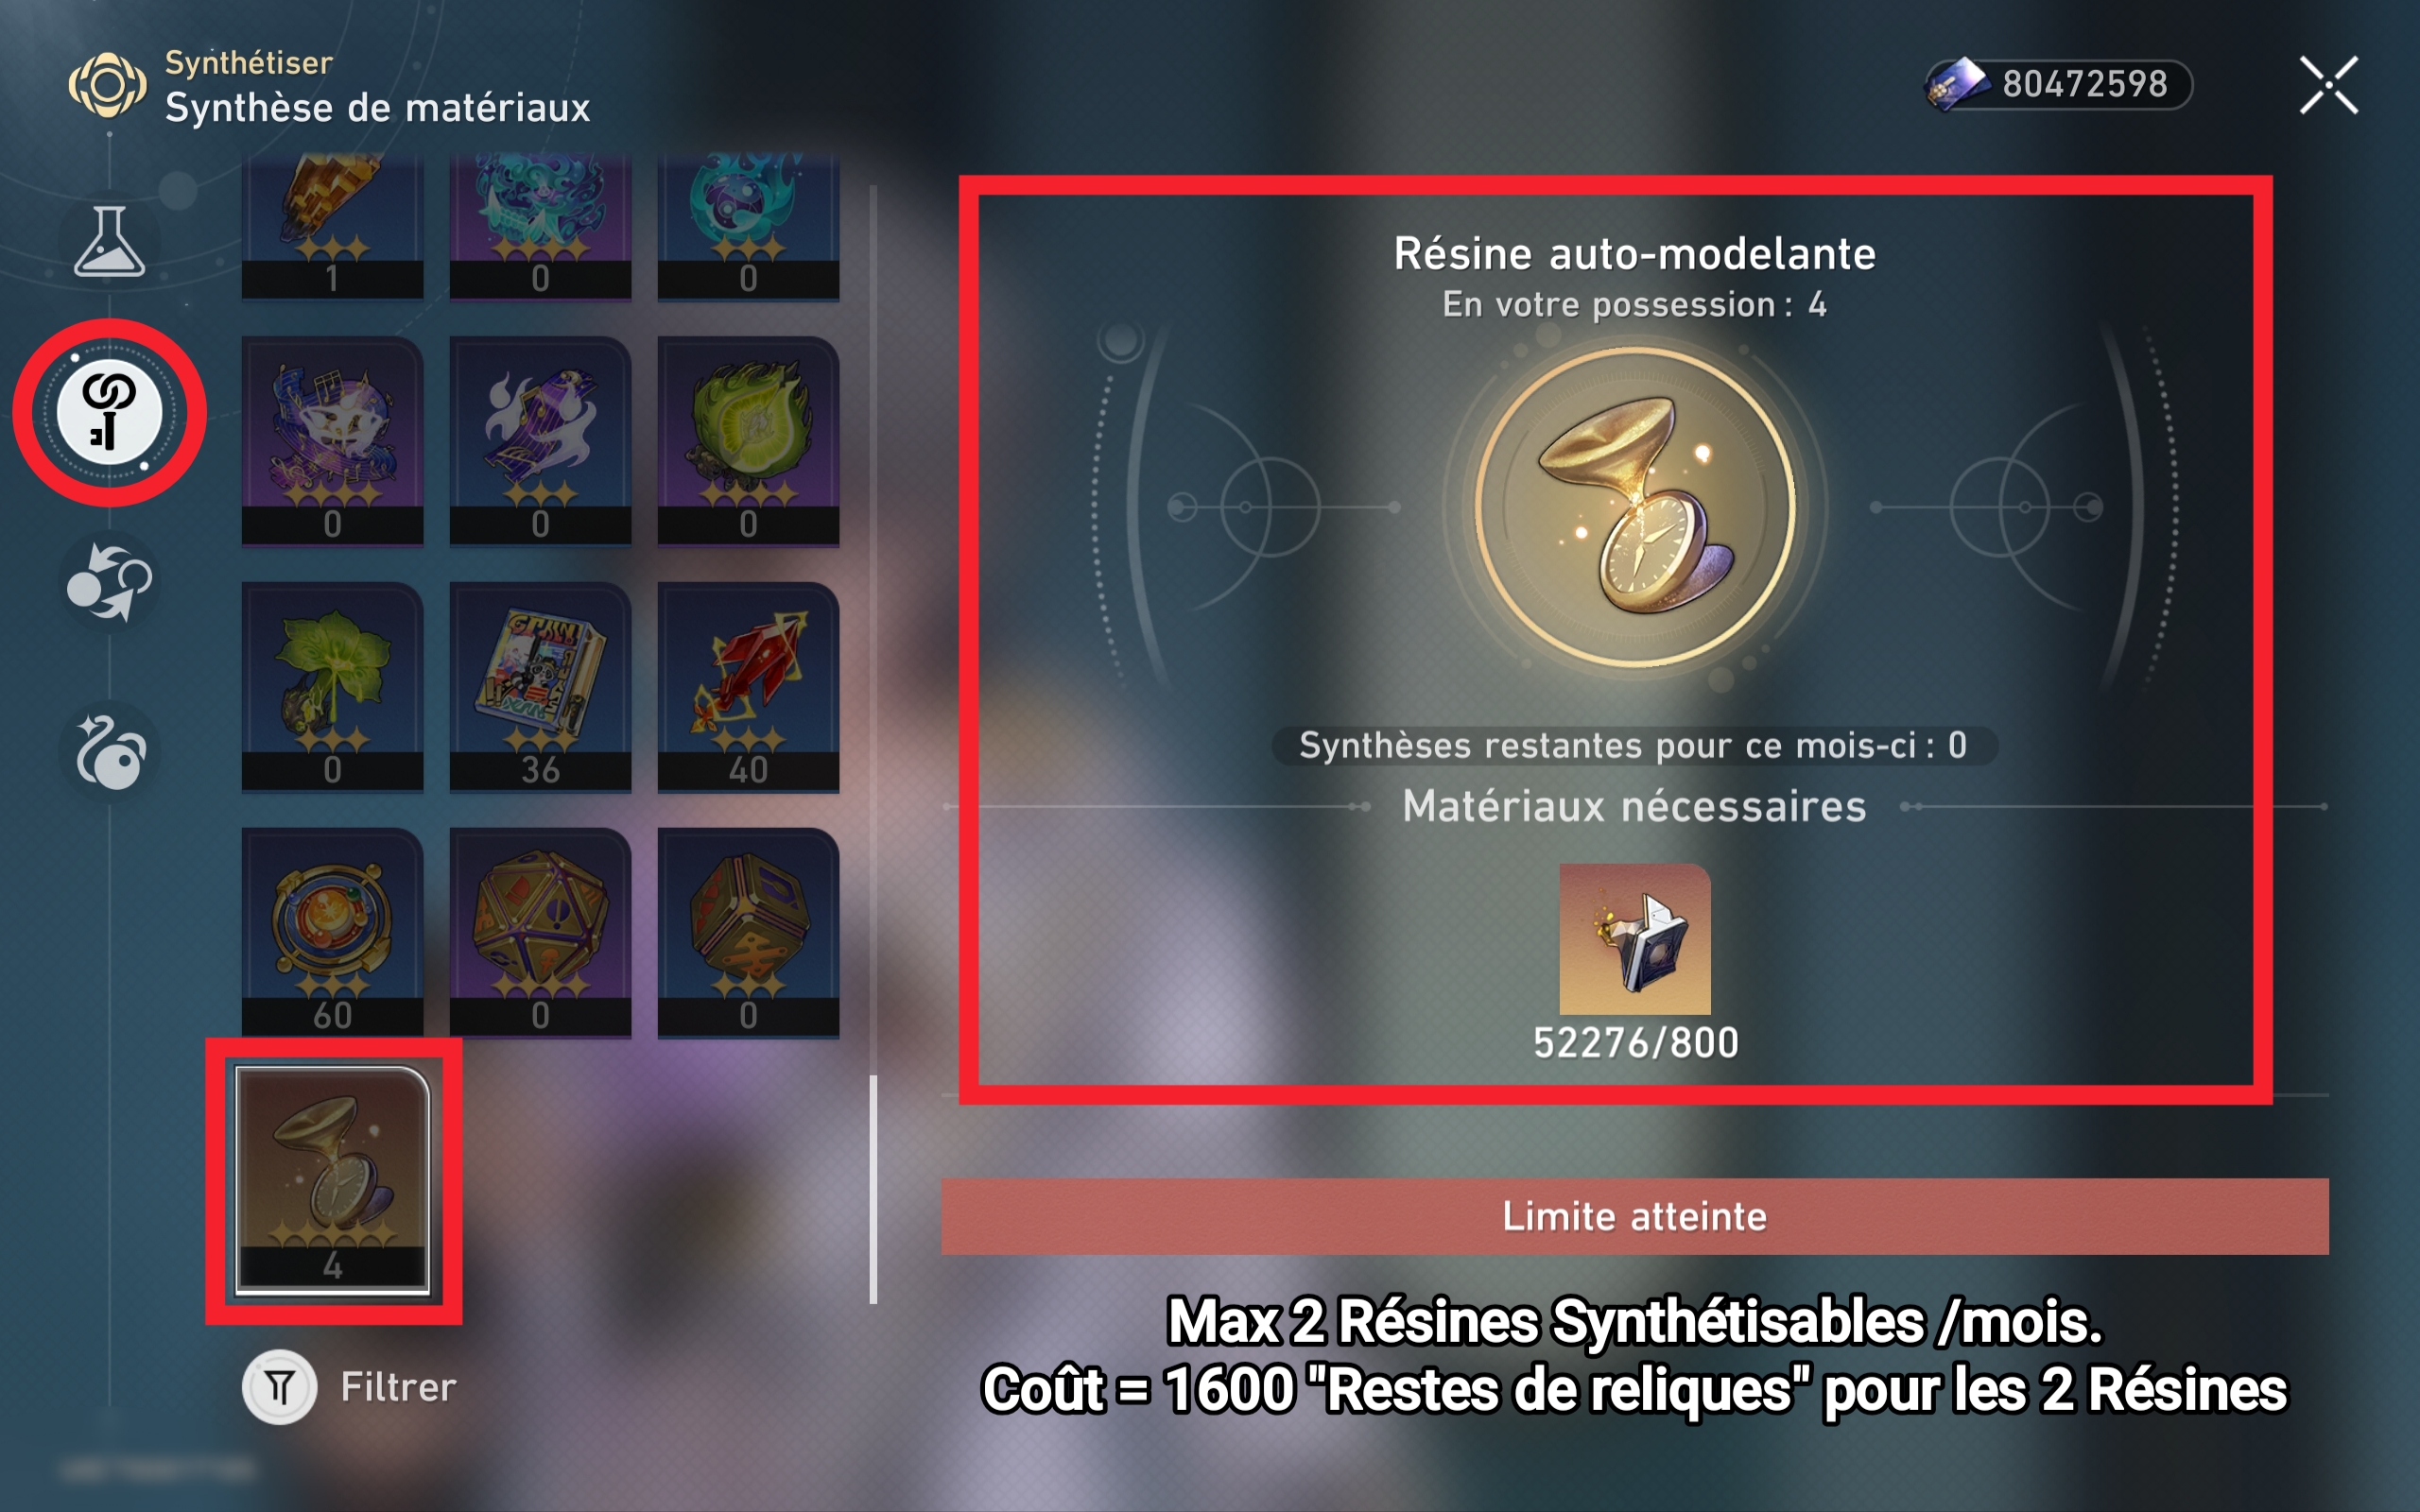 Synthétiser
Synthèse de matériaux
80472598
1
0
0
0
0
0
0
36
40
60
0
0
4
Filtrer
Résine auto-modelante
En votre possession : 4
Synthèses restantes pour ce mois-ci : 0
Matériaux nécessaires
52276/800
Limite atteinte
Max 2 Résines Synthétisables /mois.
Coût = 1600 "Restes de reliques" pour les 2 Résines